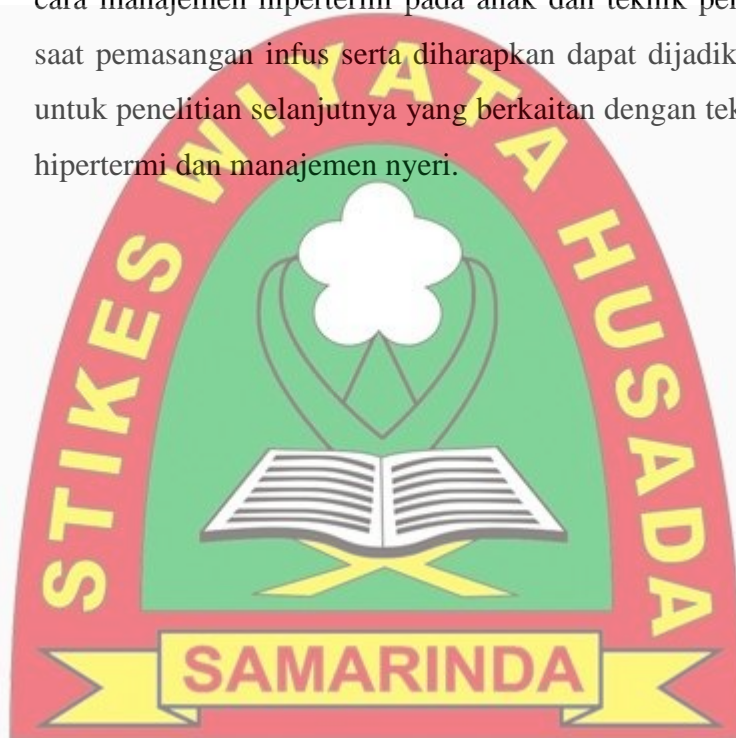 cara manajemen hipertermi pada anak dan teknik
saat pemasangan infus serta diharapkan dapat
untuk penelitian selanjutnya yang berkaitan dengan
hipertermi dan manajemen nyeri.
STIKES WIYATA HUSADA
SAMARINDA